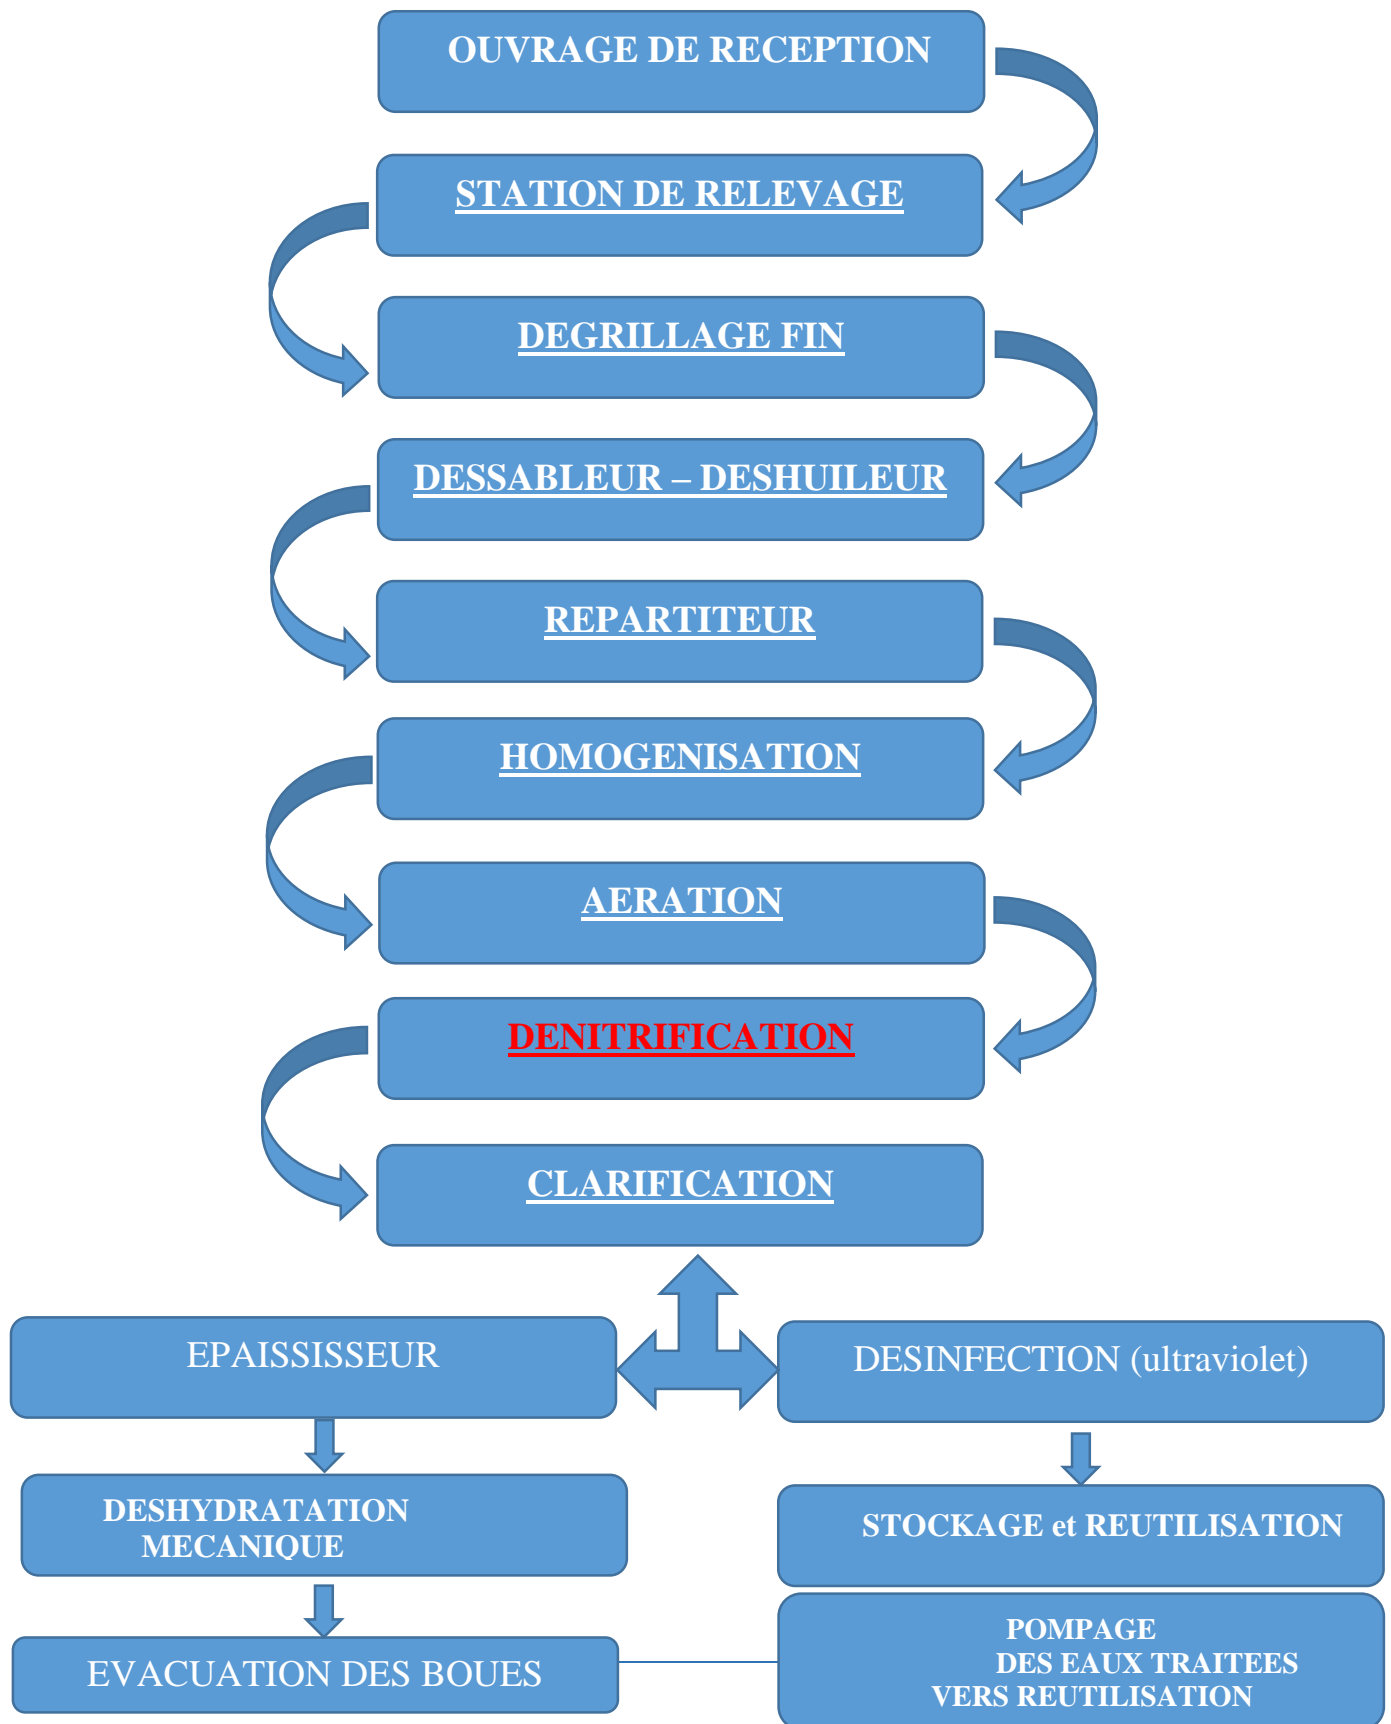 OUVRAGE DE RECEPTION
STATION DE RELEVAGE
DEGRILLAGE FIN
DESSABLEUR – DESHUILEUR
REPARTITEUR
HOMOGENISATION
AERATION
DENITRIFICATION
CLARIFICATION
EPAISSISSEUR
DESINFECTION (ultraviolet)
DESHYDRATATION
MECANIQUE
STOCKAGE et REUTILISATION
EVACUATION DES BOUES
POMPAGE
DES EAUX TRAITEES
VERS REUTILISATION